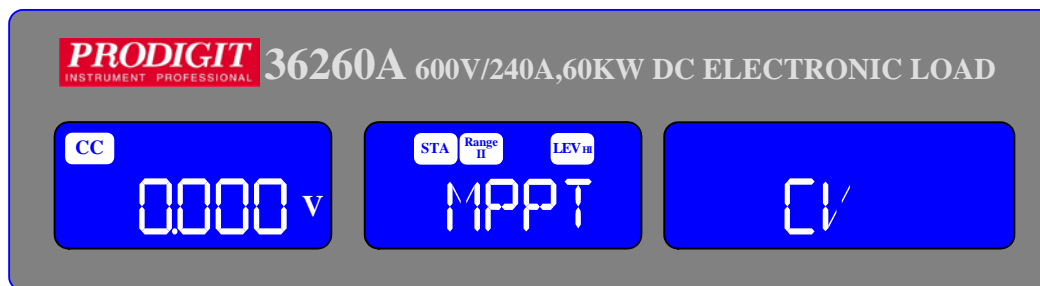 PRODIGIT
INSTRUMENT PROFESSIONAL
36260A 600V/240A,60KW DC ELECTRONIC LOAD
CC
0.000 V
STA Range II LEV HI
MPPT
CV